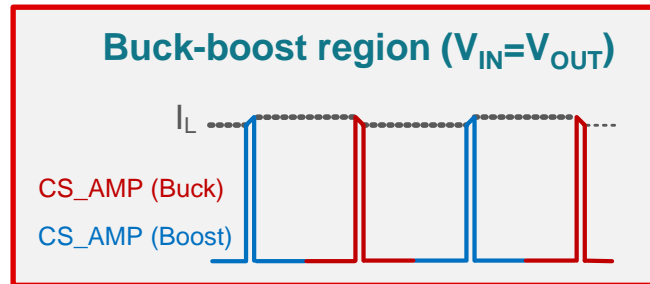 Buck-boost region (VIN=VOUT)
IL
CS_AMP (Buck)
CS_AMP (Boost)